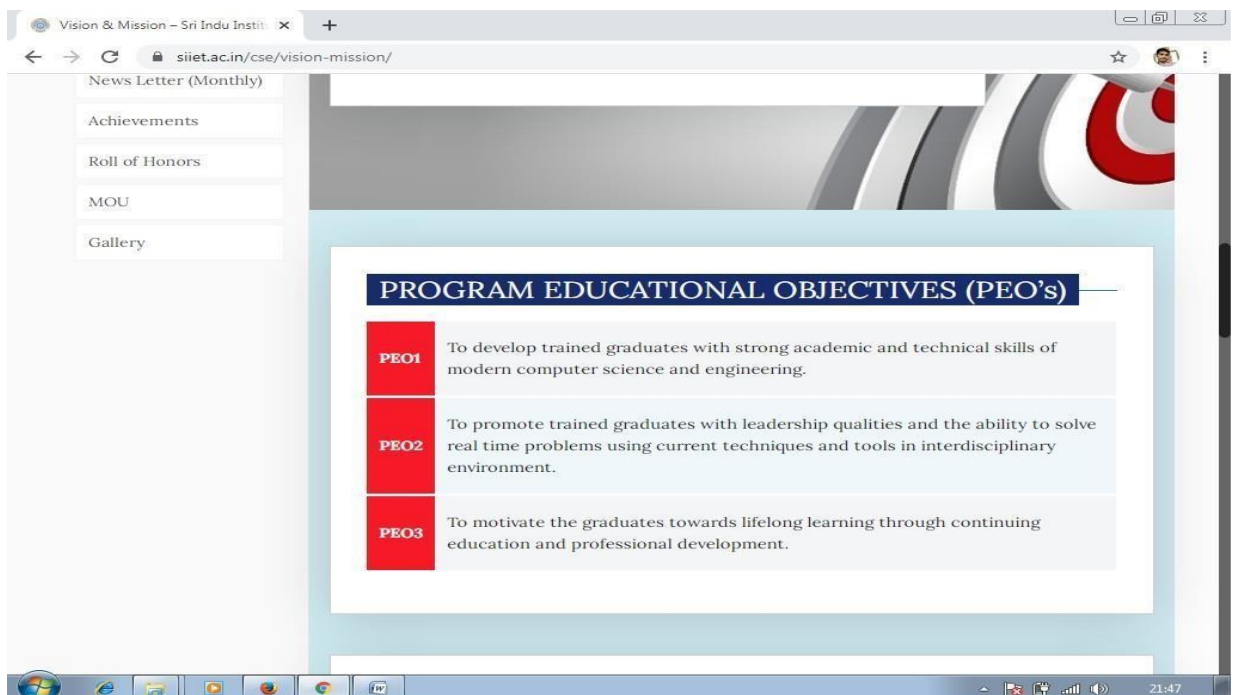 Vision & Mission – Sri Indu Insti
siiet.ac.in/cse/vision-mission/
News Letter (Monthly)
Achievements
Roll of Honors
MOU
Gallery
PROGRAM EDUCATIONAL OBJECTIVES (PEO’s)
PEO1
To develop trained graduates with strong academic and technical skills of
modern computer science and engineering.
PEO2
To promote trained graduates with leadership qualities and the ability to solve
real time problems using current techniques and tools in interdisciplinary
environment.
PEO3
To motivate the graduates towards lifelong learning through continuing
education and professional development.
21:47